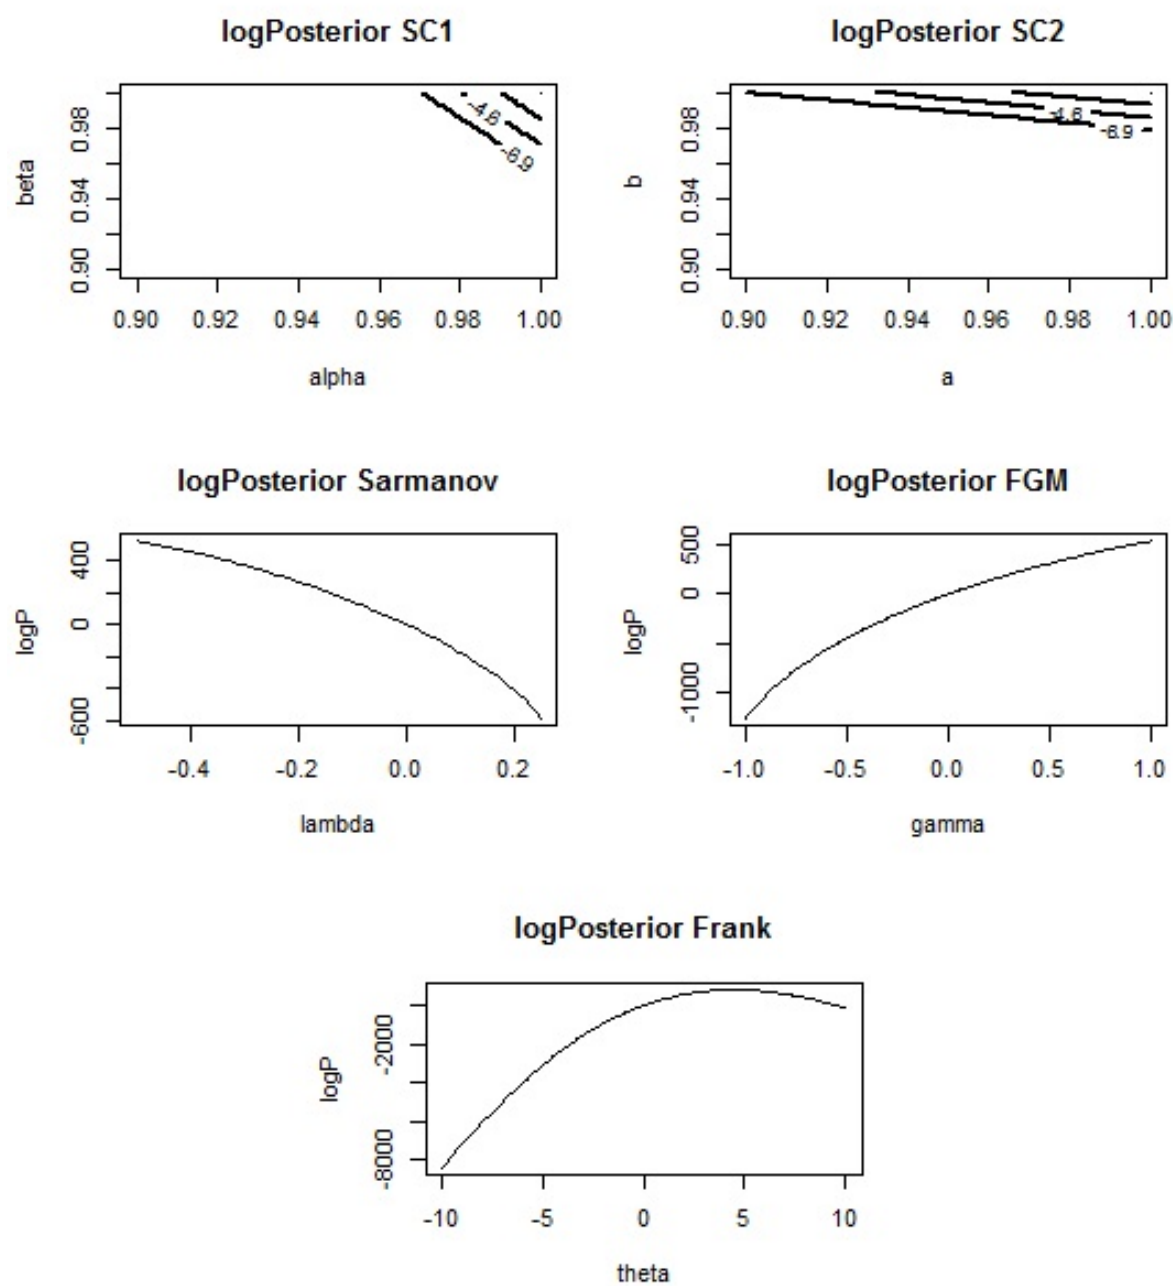 logPosterior SC1
-4.6
-6.9
0.98
0.94
0.90
beta
0.90 0.92 0.94 0.96 0.98 1.00
alpha
logPosterior SC2
-4.6
-6.9
0.98
0.94
0.90
b
0.90 0.92 0.94 0.96 0.98 1.00
a
logPosterior Sarmanov
400
0
-600
logP
-0.4 -0.2 0.0 0.2
lambda
logPosterior FGM
500
0
-1000
logP
-1.0 -0.5 0.0 0.5 1.0
gamma
logPosterior Frank
-2000
-8000
logP
-10 -5 0 5 10
theta